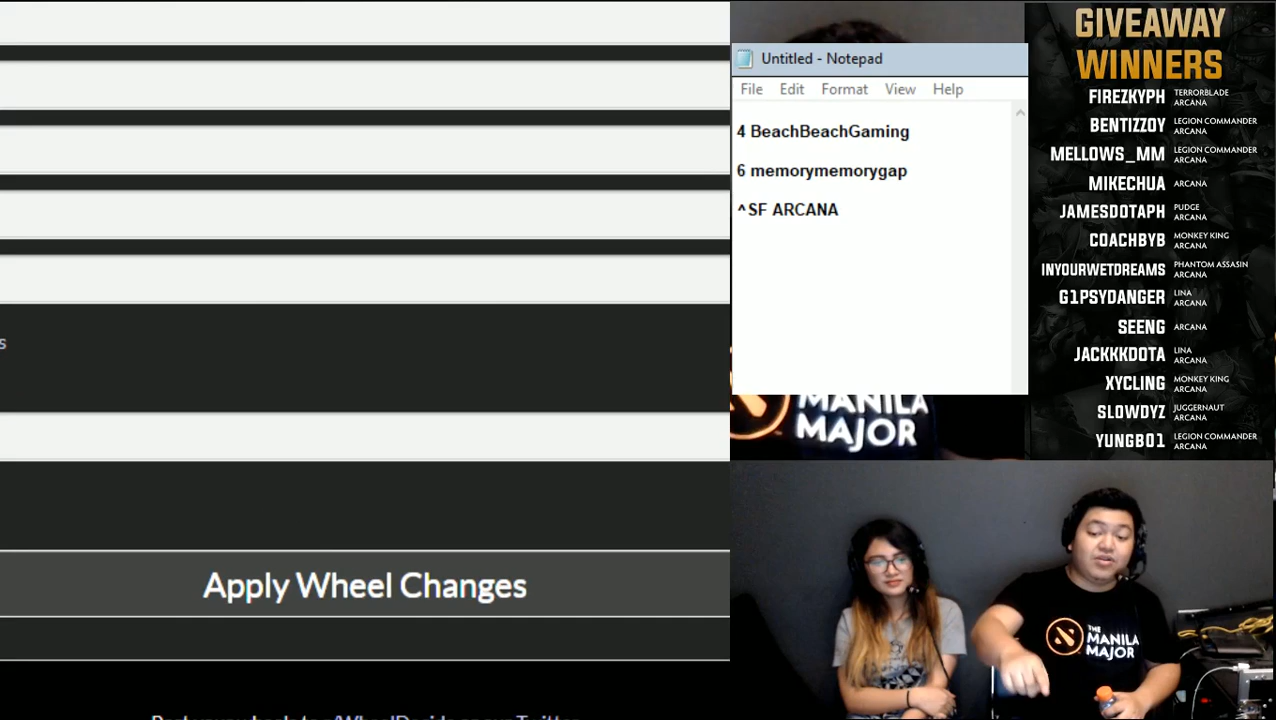 GIVEAWAY
WINNERS
Untitled - Notepad
File Edit Format View Help
4 BeachBeachGaming
6 memorymemorygap
^SF ARCANA
FIREZKYPH TERRORBLADE ARCANA
BENTIZZOY LEGION COMMANDER ARCANA
MELLOWS_MM LEGION COMMANDER ARCANA
MIKECHUA ARCANA
JAMESDOTAPH PUDGE ARCANA
COACHBYB MONKEY KING ARCANA
INYOURWETDREAMS PHANTOM ASSASIN ARCANA
G1PSYDANGER LINA ARCANA
SEENG ARCANA
JACKKKDOTA LINA ARCANA
XYCLING MONKEY KING ARCANA
SLOWDYZ JUGGERNAUT ARCANA
YUNGB01 LEGION COMMANDER ARCANA
s
MANILA
MAJOR
Apply Wheel Changes
THE
MANILA
MAJOR